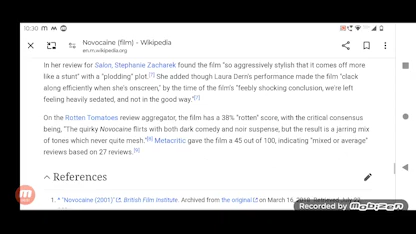 10:30
Novocaine (film) - Wikipedia
en.m.wikipedia.org
In her review for Salon, Stephanie Zacharek found the film "so aggressively stylish that it comes off more
like a stunt" with a "plodding" plot.[7] She added though Laura Dern's performance made the film "clack
along efficiently when she's onscreen," by the time of the film's "feebly shocking conclusion, we're left
feeling heavily sedated, and not in the good way."[7]
On the Rotten Tomatoes review aggregator, the film has a 38% "rotten" score, with the critical consensus
being, "The quirky Novocaine flirts with both dark comedy and noir suspense, but the result is a jarring mix
of tones which never quite mesh."[8] Metacritic gave the film a 45 out of 100, indicating "mixed or average"
reviews based on 27 reviews.[9]
References
1. ^ "Novocaine (2001)". British Film Institute. Archived from the original on March 16,
Recorded by Mobizen